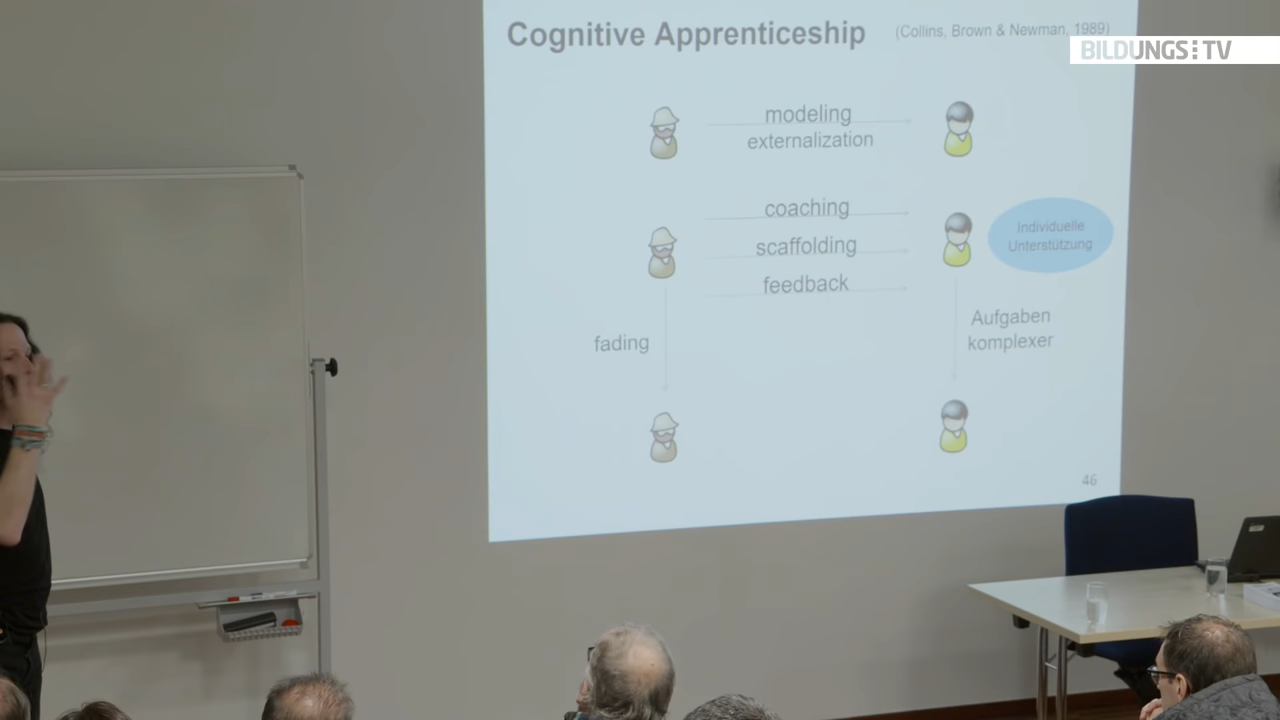 Cognitive Apprenticeship
(Collins, Brown & Newman, 1989)
BILDUNGS TV
modeling
externalization
coaching
scaffolding
feedback
Individuelle
Unterstützung
fading
Aufgaben
komplexer
46